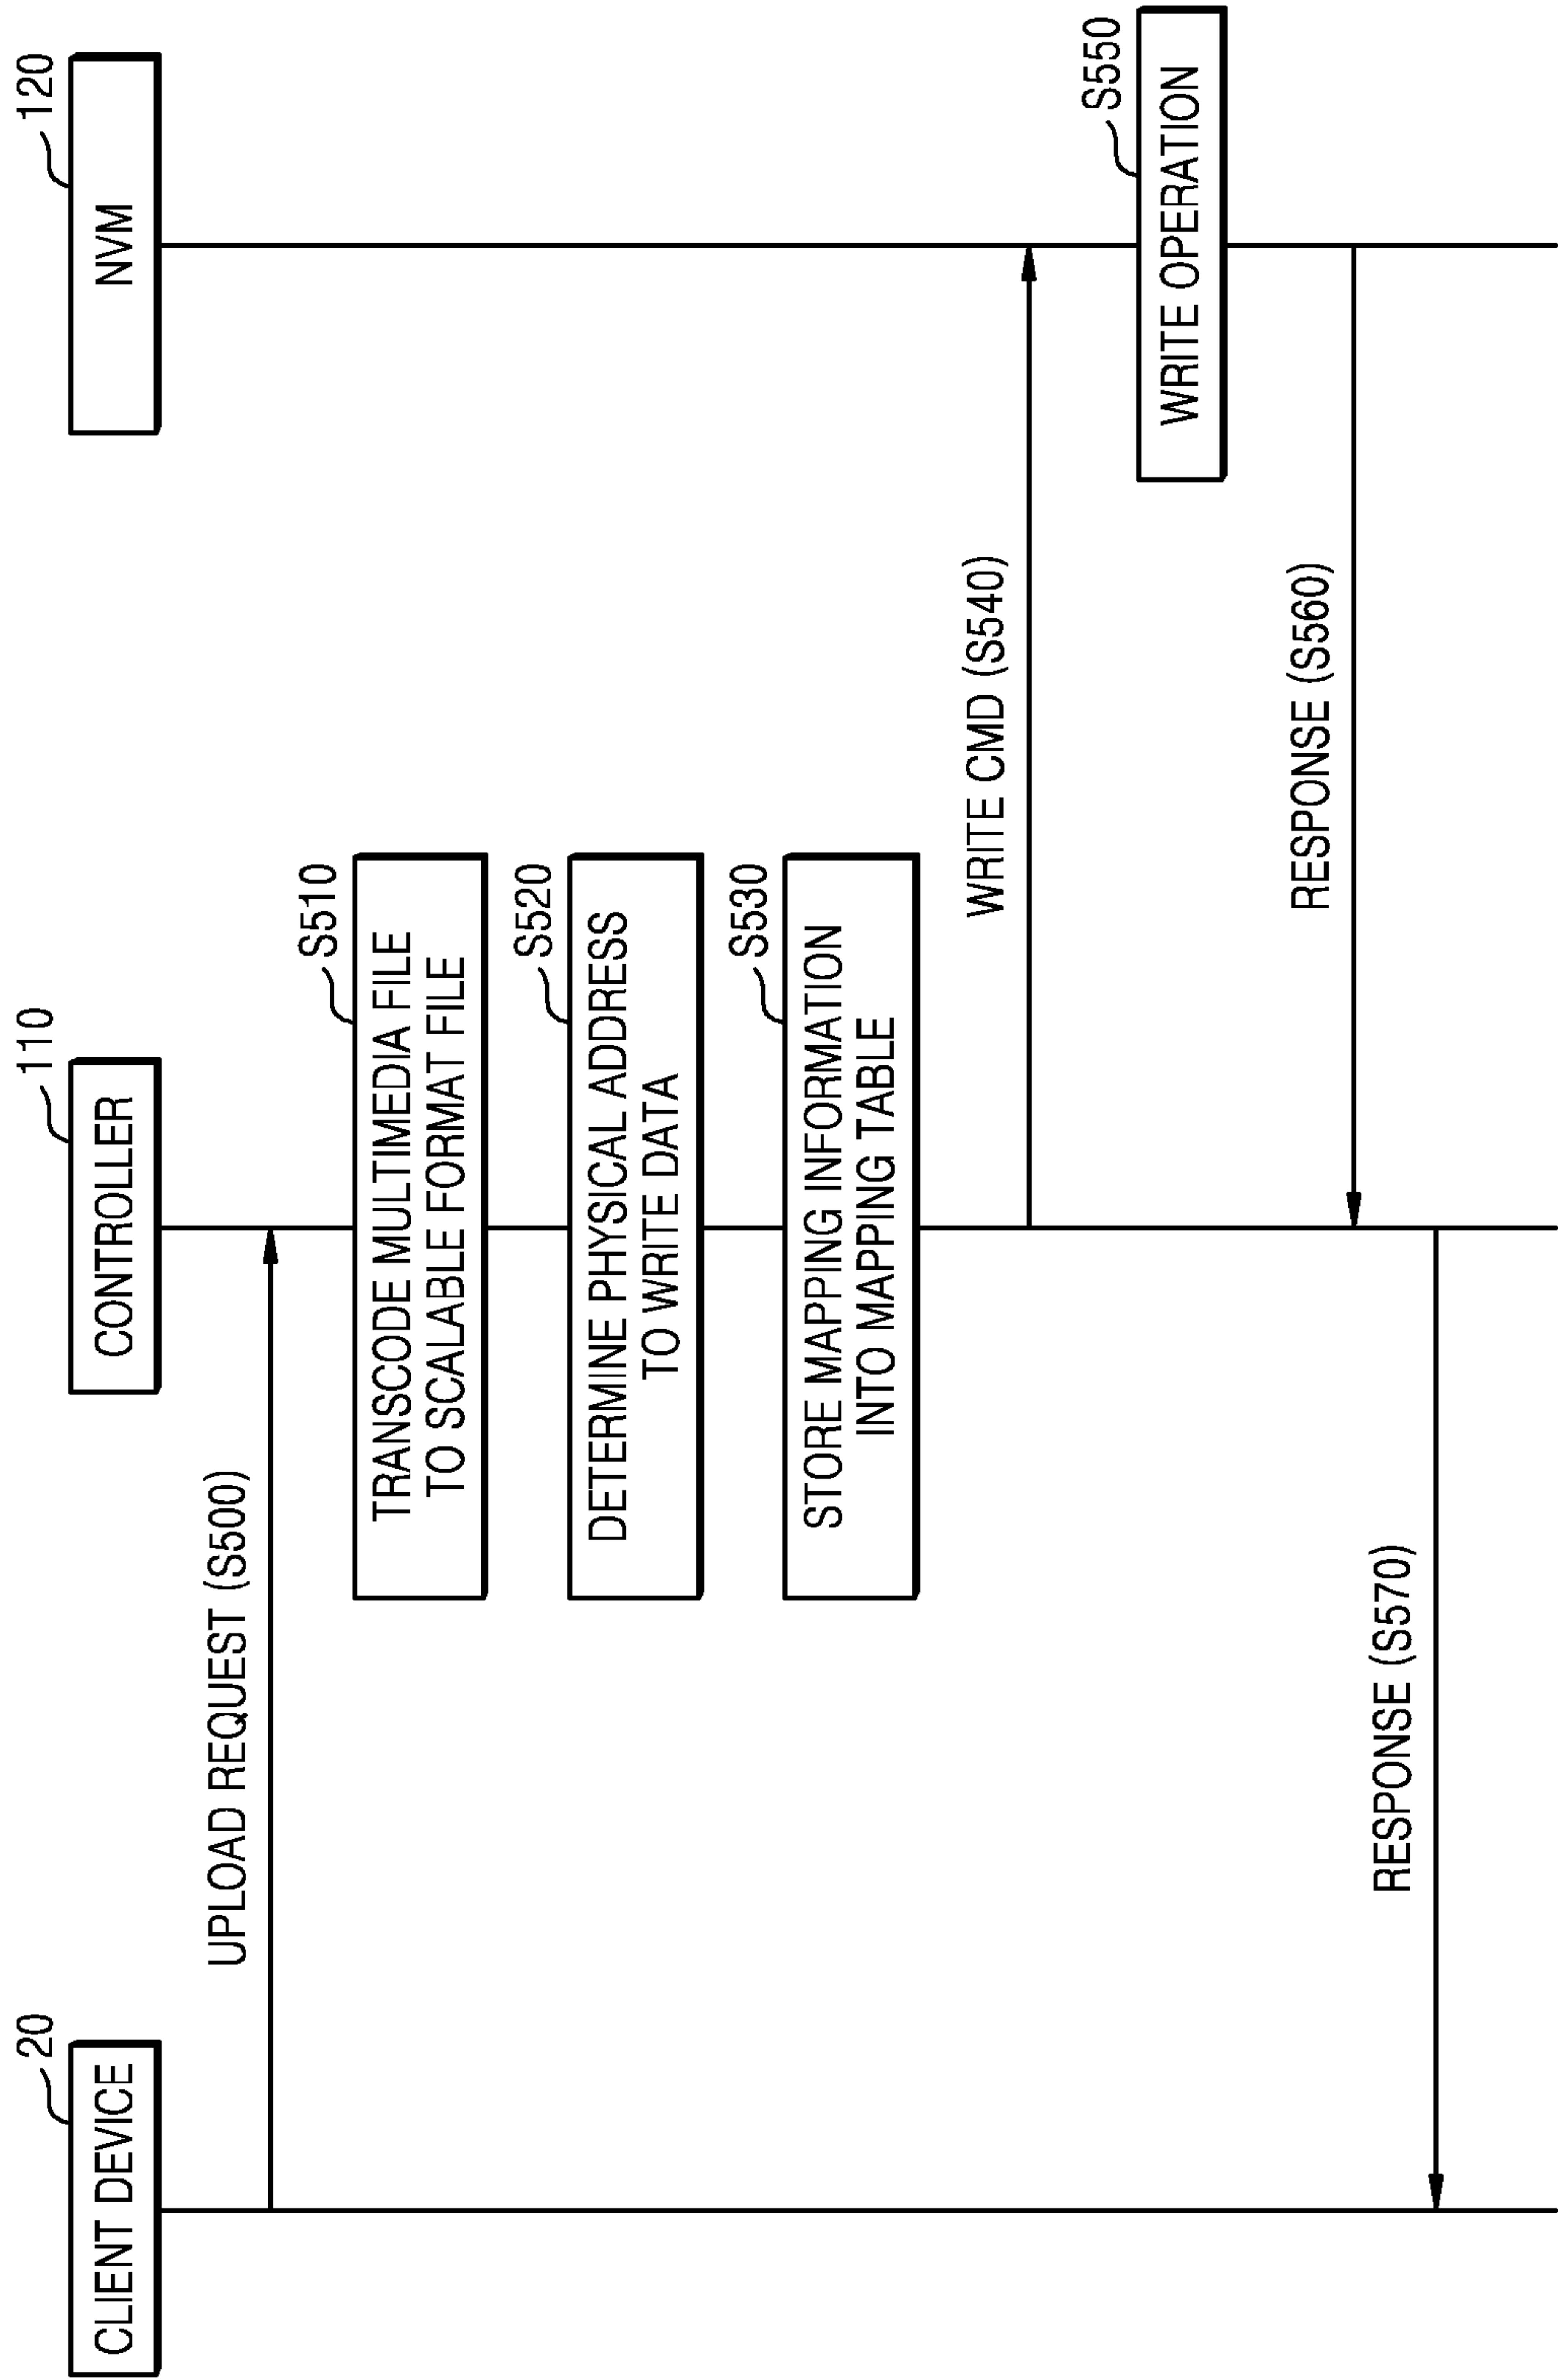 20
CLIENT DEVICE
110
CONTROLLER
120
NVM
UPLOAD REQUEST (S500)
S510
TRANSCODE MULTIMEDIA FILE
TO SCALABLE FORMAT FILE
S520
DETERMINE PHYSICAL ADDRESS
TO WRITE DATA
S530
STORE MAPPING INFORMATION
INTO MAPPING TABLE
WRITE CMD (S540)
S550
WRITE OPERATION
RESPONSE (S560)
RESPONSE (S570)